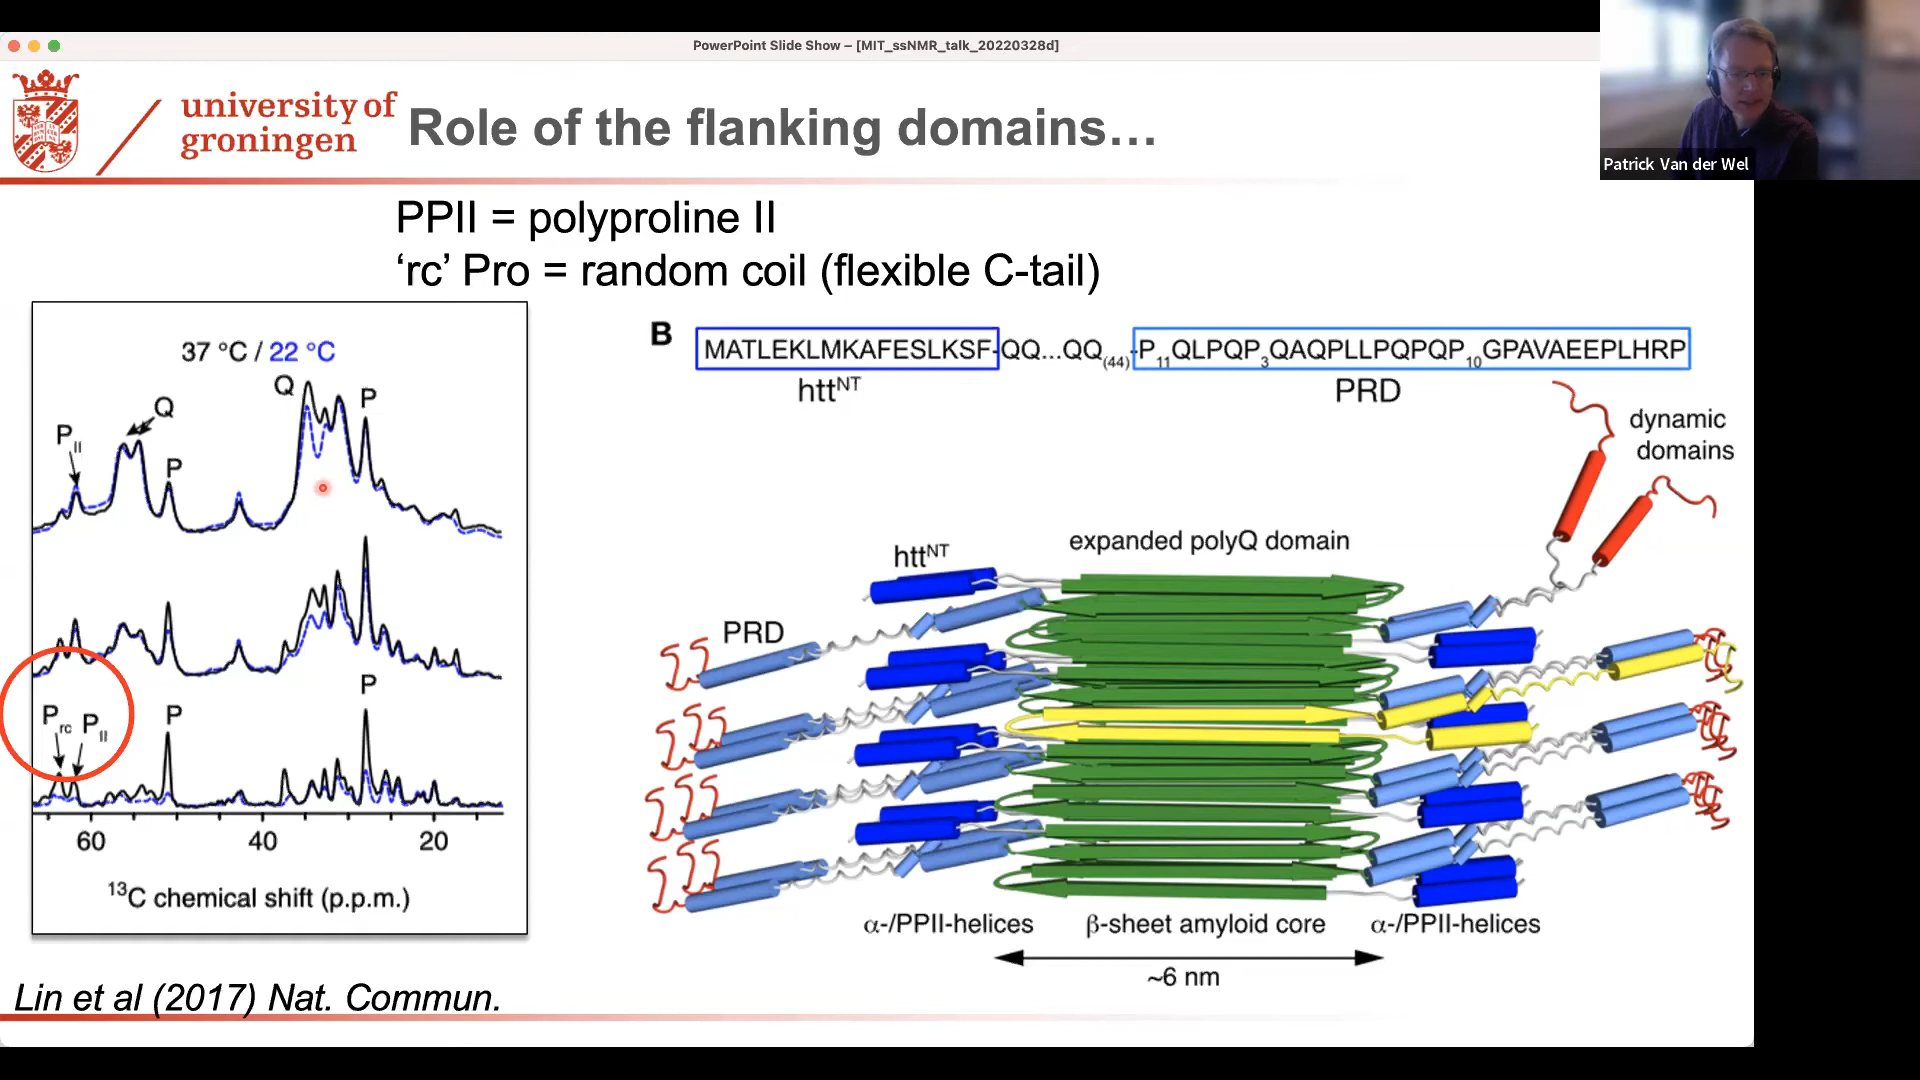 PowerPoint Slide Show – [MIT_ssNMR_talk_20220328d]
university of
groningen
Role of the flanking domains…
Patrick Van der Wel
PPII = polyproline II
‘rc’ Pro = random coil (flexible C-tail)
37 °C / 22 °C
Q
P
Q
P_II
P
P
P_rc P_II
P
60 40 20
13C chemical shift (p.p.m.)
B
MATLEKLMKAFESLKSF-QQ...QQ(44)-P11QLPQP3QAQPLLPQPQP10GPAVAEEPLHRP
httNT
PRD
dynamic
domains
expanded polyQ domain
httNT
PRD
α-/PPII-helices
β-sheet amyloid core
α-/PPII-helices
~6 nm
Lin et al (2017) Nat. Commun.